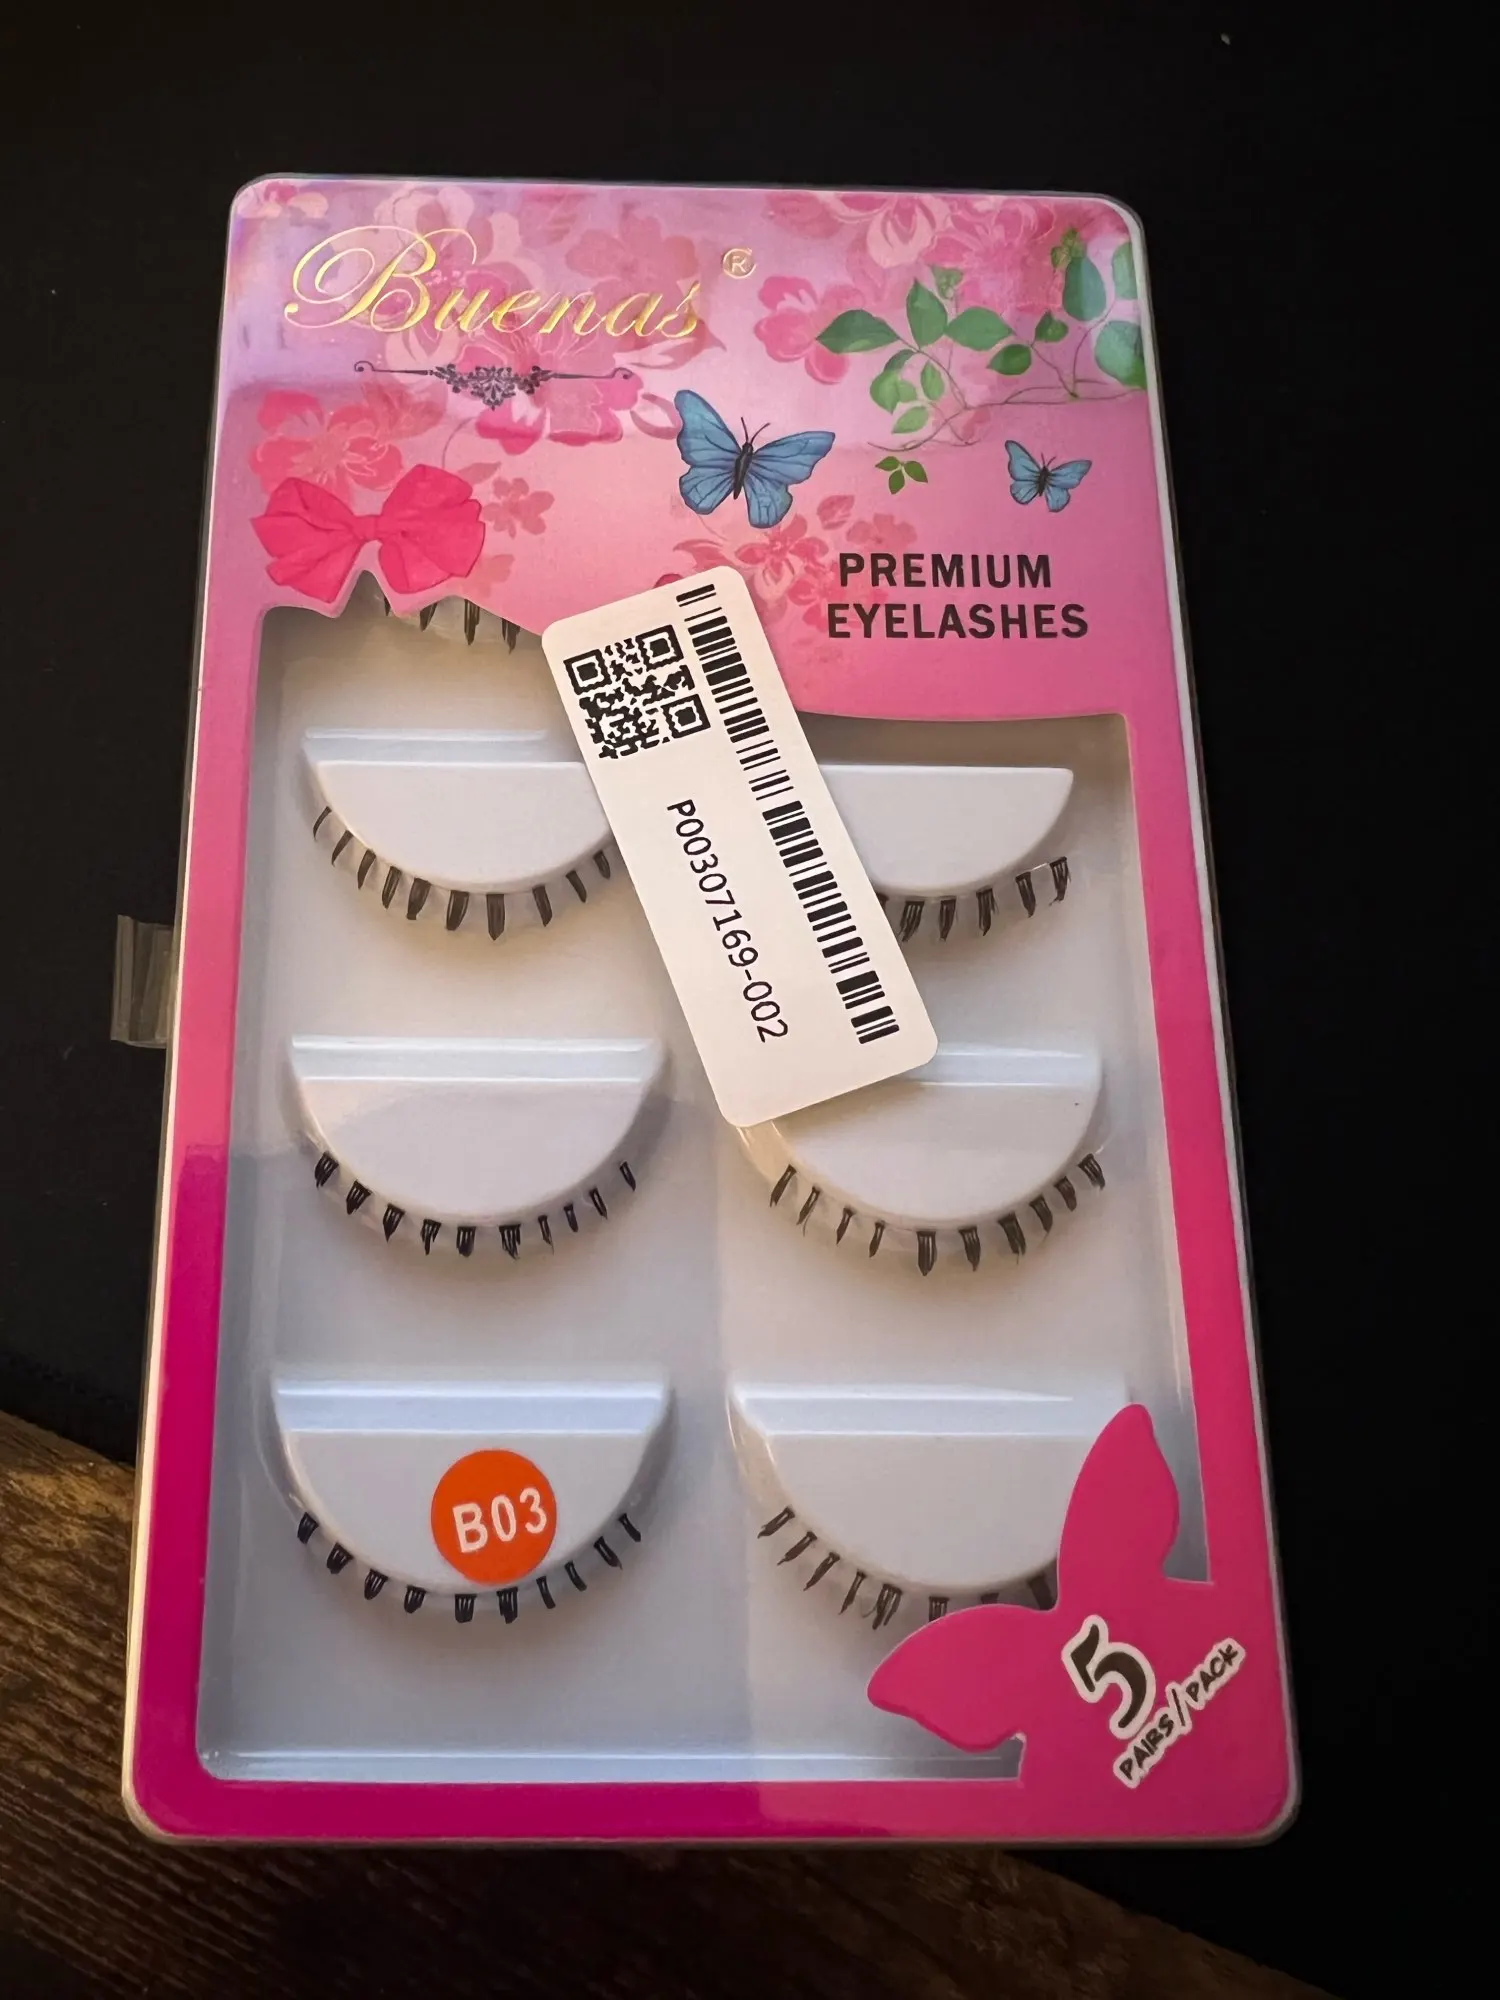 Buenas ®
PREMIUM
EYELASHES
P00307169-002
B03
5
PAIRS/PACK